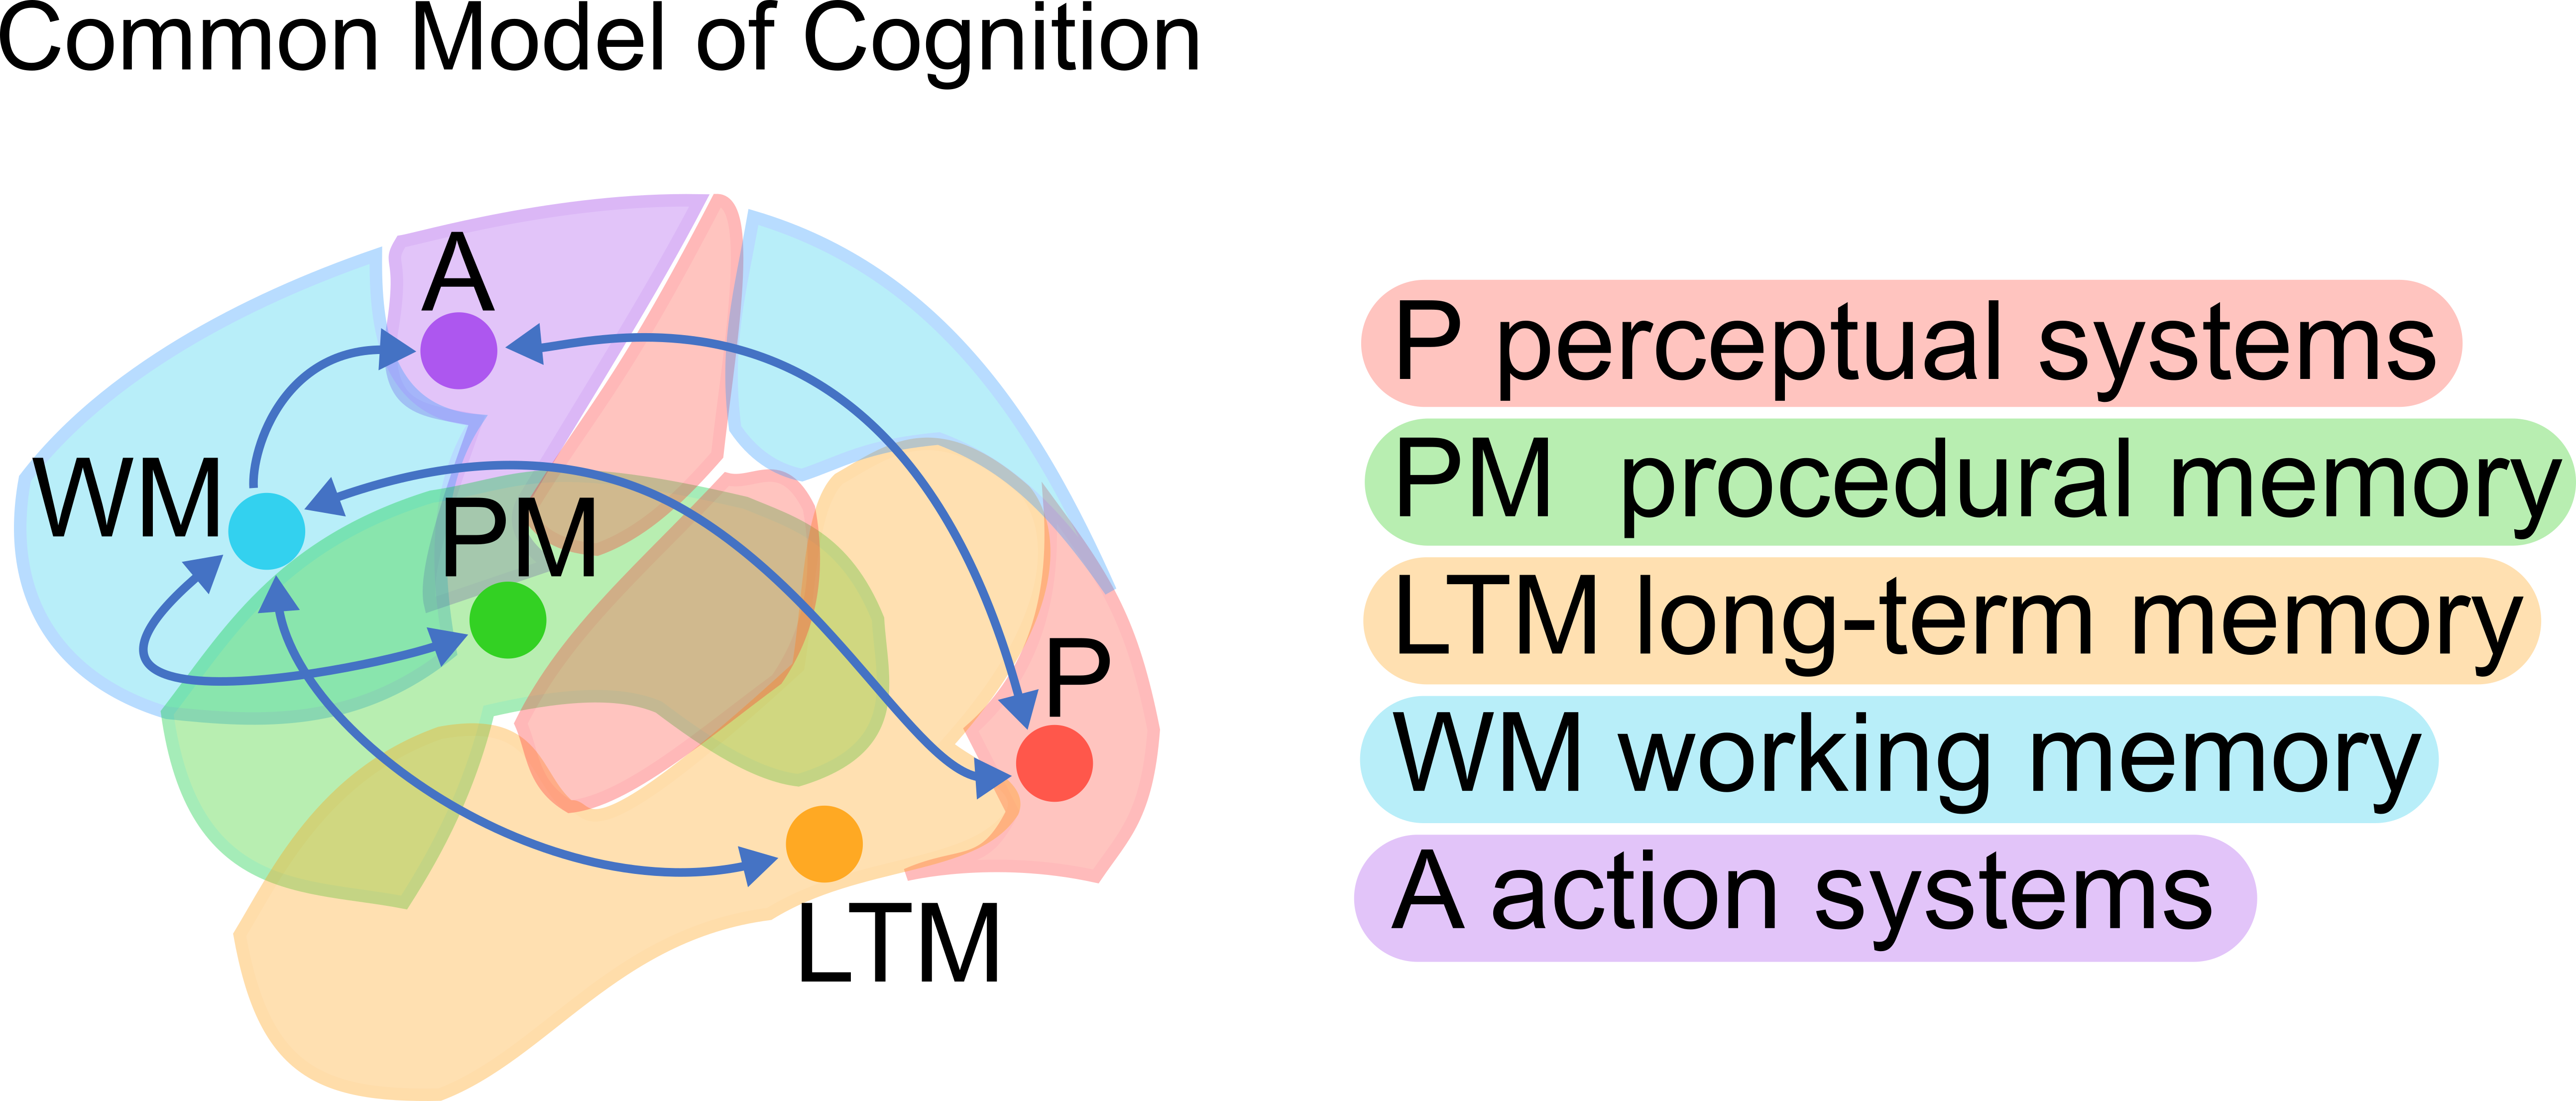 Common Model of Cognition
A
WM
PM
P
LTM
P perceptual systems
PM procedural memory
LTM long-term memory
WM working memory
A action systems